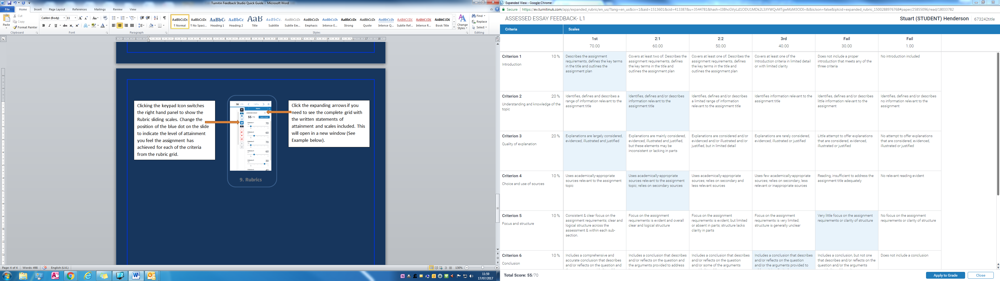 Turnitin Feedback Studio Quick Guide - Microsoft Word
File Home Insert Page Layout References Mailings Review View
Paste
Cut
Copy
Format Painter
Clipboard
Calibri (Body) 11
Font
Paragraph
AaBbCcDc AaBbCcDc AaBbC AaBbCc AaB AaBbCc. AaBbCcDc AaBbCcDc AaBbCcDc AaBbCcDc AaBbCcDc AaBbCcDc AABBCCDC AABBCCDC AABBCCDC
¶ Normal ¶ No Spaci... Heading 1 Heading 2 Title Subtitle Subtle Em... Emphasis Intense E... Strong Quote Intense Q... Subtle Ref... Intense R... Book Title
Styles
Change Styles
Find
Replace
Select
Editing
Clicking the keypad Icon switches
the right hand panel to show the
Rubric sliding scales. Change the
position of the blue dot on the slide
to indicate the level of attainment
you feel the assignment has
achieved for each of the criteria
from the rubric grid.
58
Rubric
55 /70
Apply to Grade
Criterion 1 70
Criterion 2 60
Criterion 3 70
Criterion 4 60
Criterion 5 30
Criterion 6 40
9. Rubrics
Click the expanding arrows if you
need to see the complete grid with
the written statements of
attainment and scales included. This
will open in a new window (See
Example below).
Page: 4 of 4 Words: 498 English (U.K.) 130%
11:59
17/07/2017
Expanded View - Google Chrome
Secure
ASSESSED ESSAY FEEDBACK- L1
Stuart (STUDENT) Henderson 673242title
Criteria Scales
1st 2:1 2:2 3rd Fail Fail
70.00 60.00 50.00 40.00 30.00 1.00
Criterion 1 10 %
Introduction
Describes the assignment
requirements, defines the key terms
in the title and outlines the
assignment plan
Covers at least two of: Describes the
assignment requirements, defines
the key terms in the title and
outlines the assignment plan
Covers at least one of: Describes the
assignment requirements, defines
the key terms in the title and
outlines the assignment plan
Covers at least one of the
Introduction criteria in limited detail
or with limited clarity
Does not include a proper
introduction that meets any of the
three criteria
No introduction included
Criterion 2 20 %
Understanding and knowledge of the
topic
Identifies, defines and describes a
range of information relevant to the
assignment title
Identifies, defines and/or describes
information relevant to the
assignment title
Identifies, defines and/or describes
a limited range of information
relevant to the assignment title
Identifies information relevant to the
assignment title
Identifies, defines and/or describes
little information relevant to the
assignment
Identifies, defines and/or describes
no information relevant to the
assignment
Criterion 3 20 %
Quality of explanation
Explanations are largely considered,
evidenced, illustrated and justified
Explanations are mainly considered,
evidenced, illustrated and justified,
but these elements may be
inconsistent or lacking in parts
Explanations are considered and/or
evidenced and/or illustrated and/or
justified, but in limited detail
Explanations are rarely considered,
evidenced, illustrated or justified
Little attempt to offer explanations
that are considered, evidenced,
illustrated or justified
No attempt to offer explanations
that are considered, evidenced,
illustrated or justified
Criterion 4 10 %
Choice and use of sources
Uses academically-appropriate
sources relevant to the assignment
topic
Uses academically-appropriate
sources relevant to the assignment
topic; relies on secondary sources
Uses academically-appropriate
sources; relies on secondary and
less relevant sources
Uses few academically-appropriate
sources; relies on secondary, less
relevant or inappropriate sources
Reading, insufficient to address the
assignment title adequately
No relevant reading evident
Criterion 5 10 %
Focus and structure
Consistent & clear focus on the
assignment requirements; clear and
logical structure across the
assessment & within each sub-
section.
Focus on the assignment
requirements is evident and overall
clear and logical structure
Focus on the assignment
requirements is evident, but limited
or absent in parts; structure lacks
clarity in parts
Focus on the assignment
requirements is very limited;
structure is generally unclear
Very little focus on the assignment
requirements or clarity of structure
No focus on the assignment
requirements or clarity of structure
Criterion 6 10 %
Conclusion
Includes a comprehensive and
accurate conclusion that describes
and/or reflects on the question and
Includes a conclusion that describes
and/or reflects on the question and
the arguments provided to address
Includes a conclusion that describes
and/or reflects on the question
and/or some of the arguments
Includes a conclusion that describes
and/or reflects on the question
and/or the arguments provided to
Includes a conclusion, but not one
that describes and/or reflects on the
question and/or the arguments
Does not include a conclusion
Total Score: 55/70
Apply to Grade Close